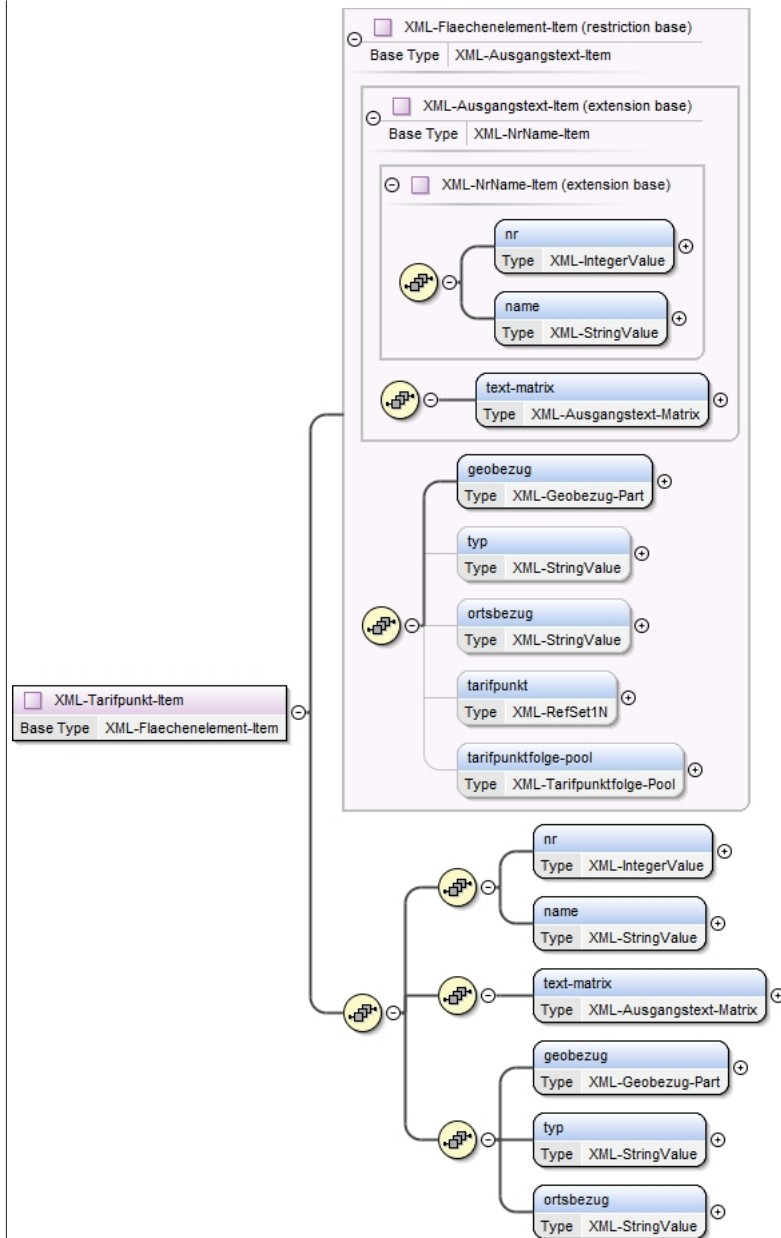 XML-Flaechenelement-Item (restriction base)
Base Type XML-Ausgangstext-Item
XML-Ausgangstext-Item (extension base)
Base Type XML-NrName-Item
XML-NrName-Item (extension base)
nr
Type XML-IntegerValue
name
Type XML-StringValue
text-matrix
Type XML-Ausgangstext-Matrix
geobezug
Type XML-Geobezug-Part
typ
Type XML-StringValue
ortsbezug
Type XML-StringValue
tarifpunkt
Type XML-RefSet1N
tarifpunktfolge-pool
Type XML-Tarifpunktfolge-Pool
XML-Tarifpunkt-Item
Base Type XML-Flaechenelement-Item
nr
Type XML-IntegerValue
name
Type XML-StringValue
text-matrix
Type XML-Ausgangstext-Matrix
geobezug
Type XML-Geobezug-Part
typ
Type XML-StringValue
ortsbezug
Type XML-StringValue